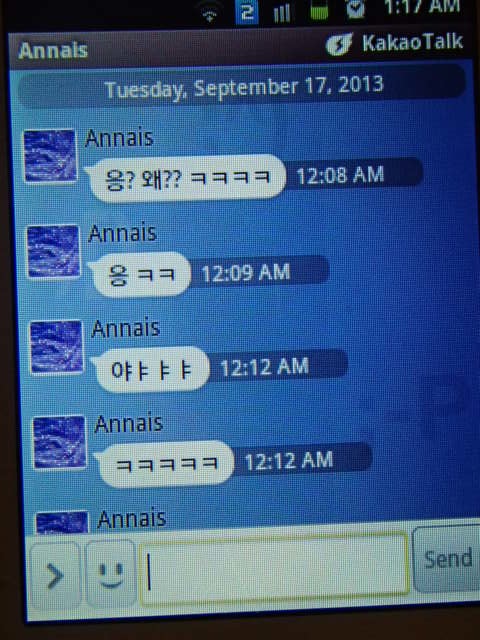 2
1:17 AM
Annais
KakaoTalk
Tuesday, September 17, 2013
Annais
응? 왜?? ㅋㅋㅋㅋ 12:08 AM
Annais
응 ㅋㅋ 12:09 AM
Annais
야ㅑㅑㅑ 12:12 AM
Annais
ㅋㅋㅋㅋㅋ 12:12 AM
Annais
Send